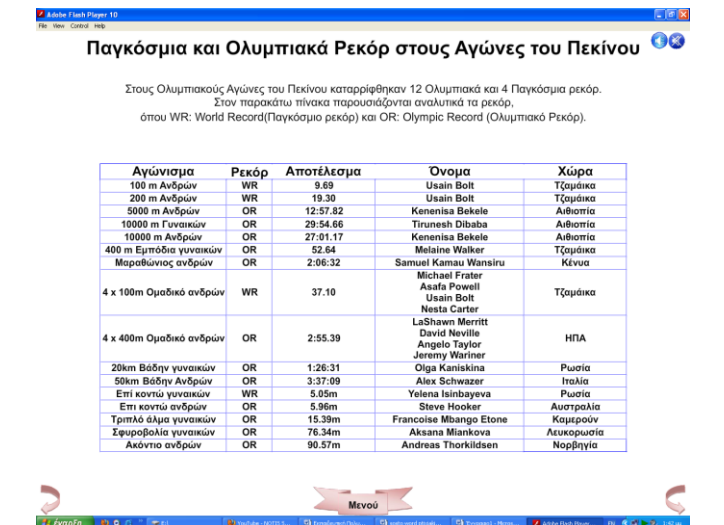 Adobe Flash Player 10
File View Control Help
Παγκόσμια και Ολυμπιακά Ρεκόρ στους Αγώνες του Πεκίνου
Στους Ολυμπιακούς Αγώνες του Πεκίνου καταρρίφθηκαν 12 Ολυμπιακά και 4 Παγκόσμια ρεκόρ.
Στον παρακάτω πίνακα παρουσιάζονται αναλυτικά τα ρεκόρ,
όπου WR: World Record(Παγκόσμιο ρεκόρ) και OR: Olympic Record (Ολυμπιακό Ρεκόρ).
Αγώνισμα Ρεκόρ Αποτέλεσμα Όνομα Χώρα
100 m Ανδρών WR 9.69 Usain Bolt Τζαμάικα
200 m Ανδρών WR 19.30 Usain Bolt Τζαμάικα
5000 m Ανδρών OR 12:57.82 Kenenisa Bekele Αιθιοπία
10000 m Γυναικών OR 29:54.66 Tirunesh Dibaba Αιθιοπία
10000 m Ανδρών OR 27:01.17 Kenenisa Bekele Αιθιοπία
400 m Εμπόδια γυναικών OR 52.64 Melaine Walker Τζαμάικα
Μαραθώνιος ανδρών OR 2:06:32 Samuel Kamau Wansiru Κένυα
4 x 100m Ομαδικό ανδρών WR 37.10 Michael Frater
Asafa Powell
Usain Bolt
Nesta Carter Τζαμάικα
4 x 400m Ομαδικό ανδρών OR 2:55.39 LaShawn Merritt
David Neville
Angelo Taylor
Jeremy Wariner ΗΠΑ
20km Βάδην γυναικών OR 1:26:31 Olga Kaniskina Ρωσία
50km Βάδην Ανδρών OR 3:37:09 Alex Schwazer Ιταλία
Επί κοντώ γυναικών WR 5.05m Yelena Isinbayeva Ρωσία
Επι κοντώ ανδρών OR 5.96m Steve Hooker Αυστραλία
Τριπλό άλμα γυναικών OR 15.39m Francoise Mbango Etone Καμερούν
Σφυροβολία γυναικών OR 76.34m Aksana Miankova Λευκορωσία
Ακόντιο ανδρών OR 90.57m Andreas Thorkildsen Νορβηγία
Μενού
έναρξη
Adobe Flash Player
EN